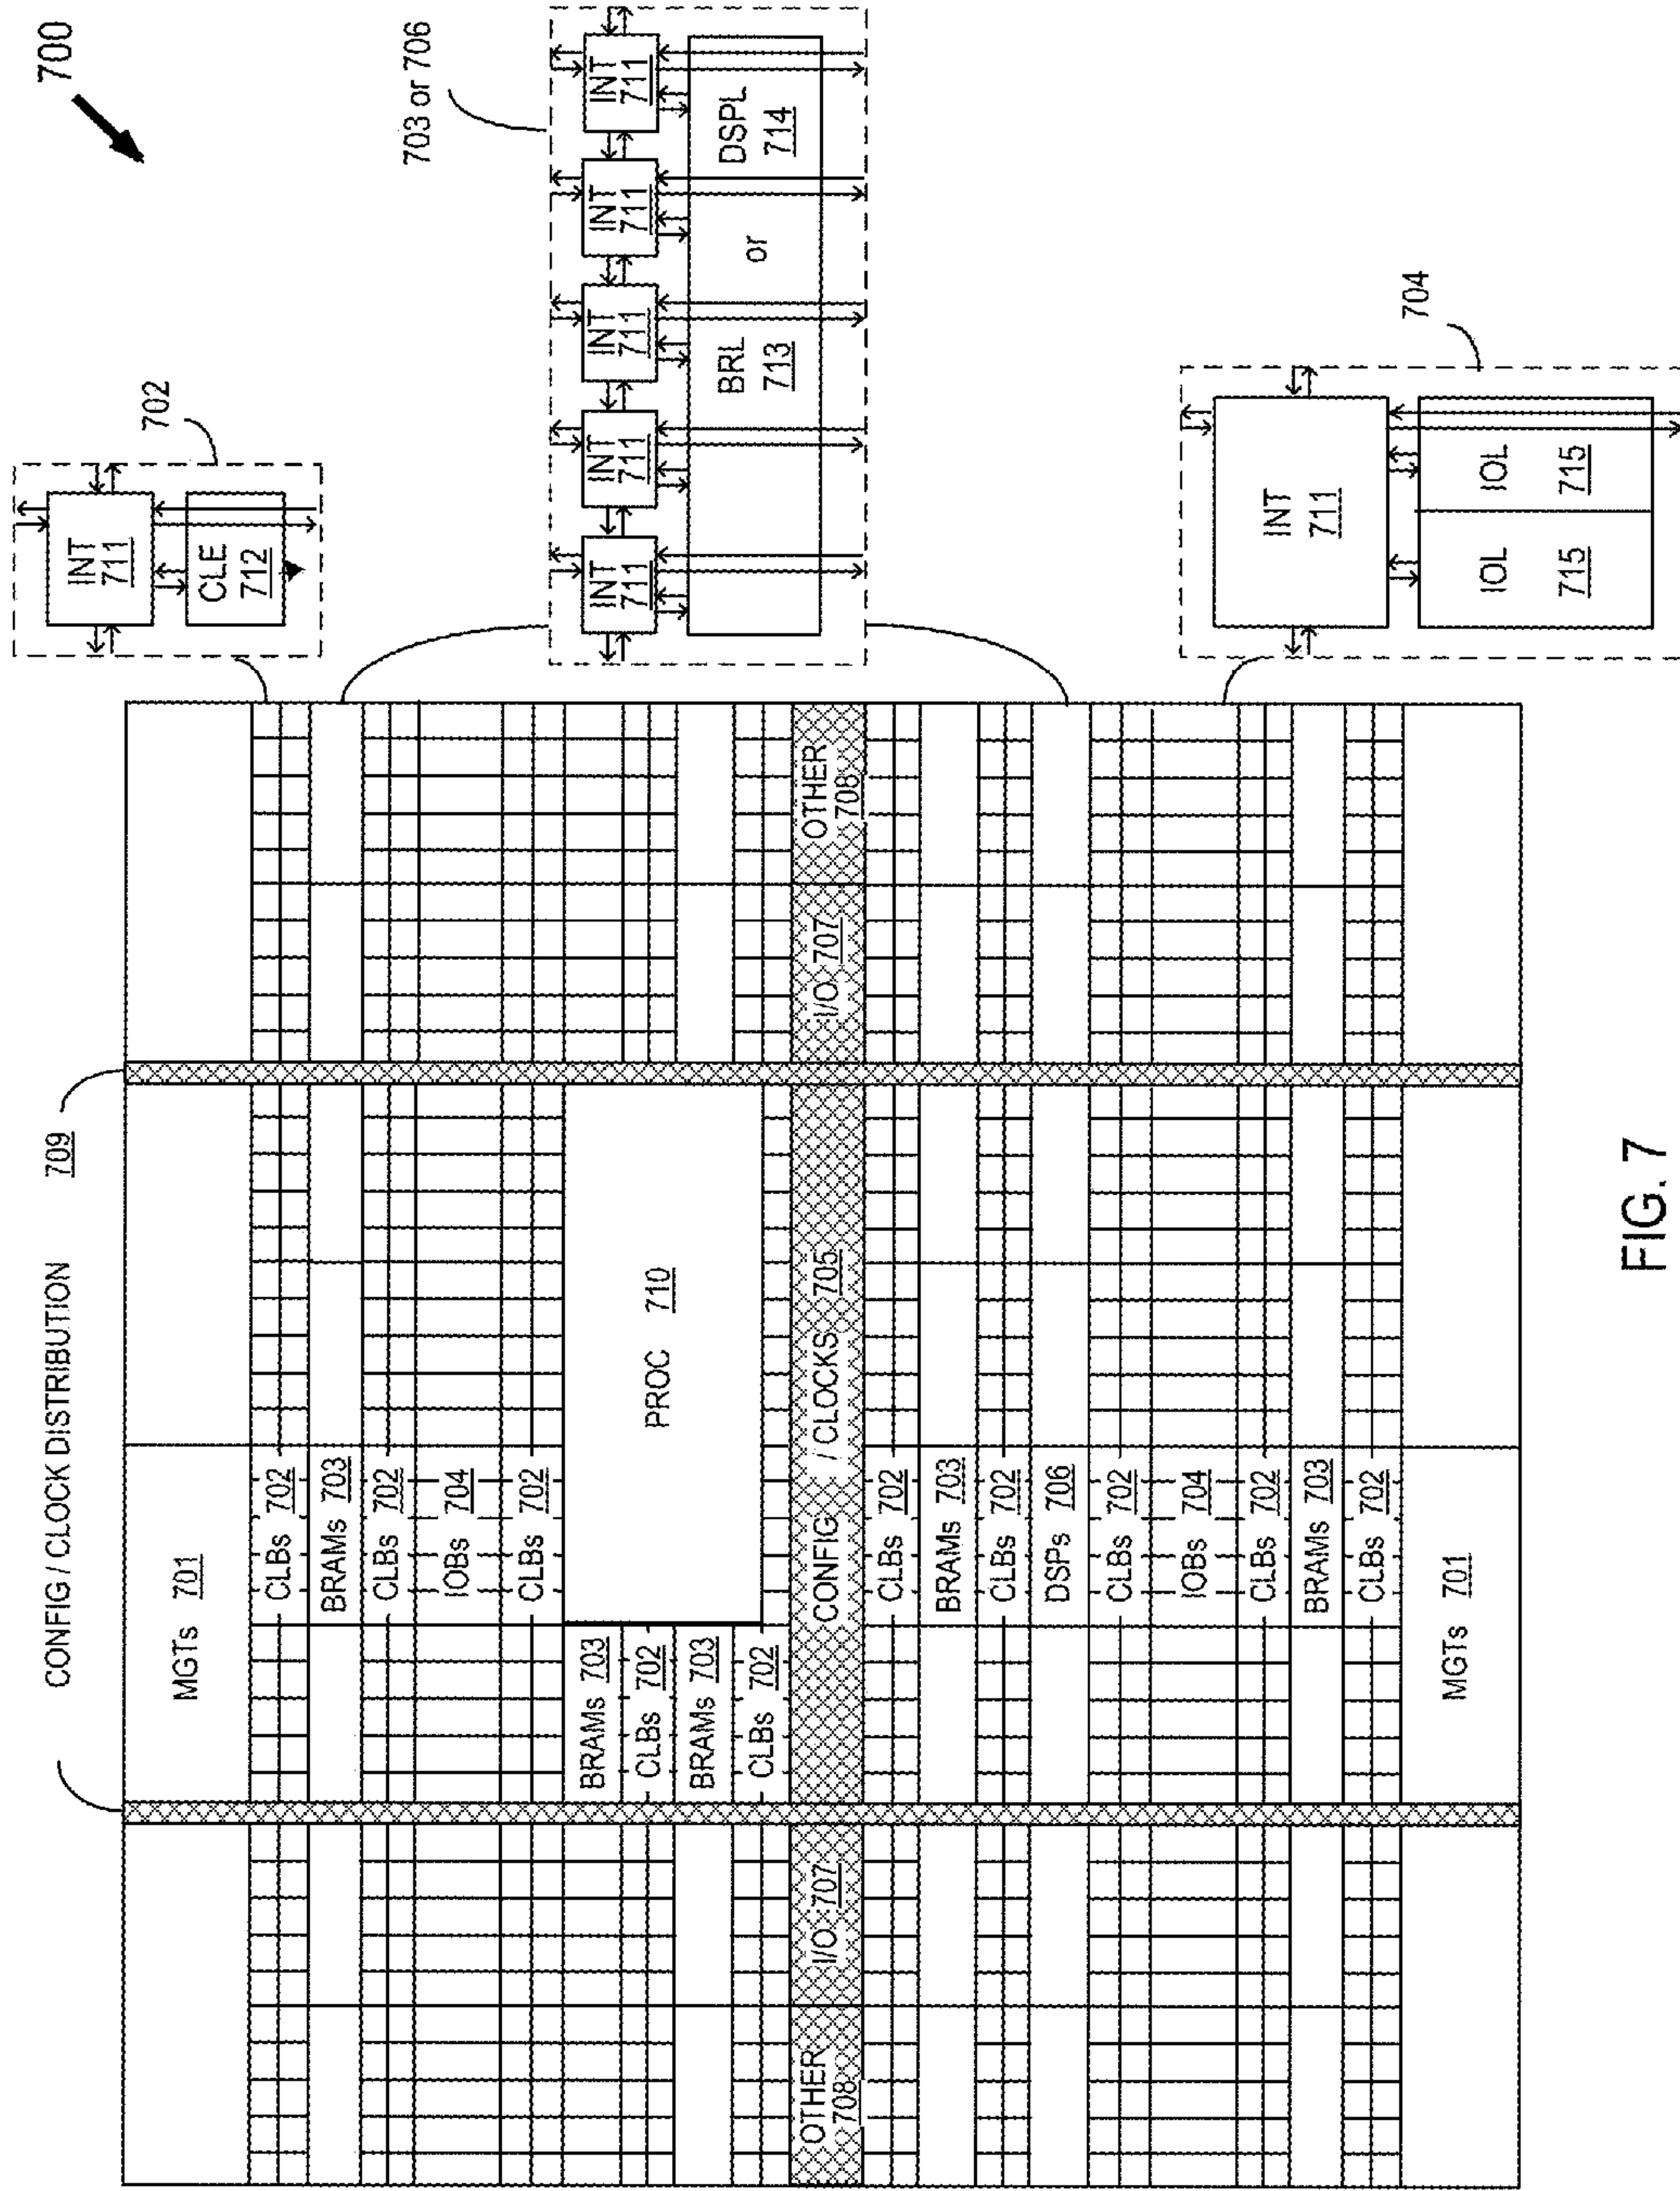 700
CONFIG / CLOCK DISTRIBUTION 709
MGTs 701
CLBs 702
BRAMs 703
CLBs 702
IOBs 704
CLBs 702
BRAMs 703
CLBs 702
BRAMs 703
CLBs 702
PROC 710
OTHER 708
I/O 707
CONFIG / CLOCKS 705
I/O 707
OTHER 708
CLBs 702
BRAMs 703
CLBs 702
DSPs 706
CLBs 702
IOBs 704
CLBs 702
BRAMs 703
CLBs 702
MGTs 701
702
INT 711
CLE 712
703 or 706
INT 711
INT 711
INT 711
INT 711
INT 711
BRL 713
or
DSPL 714
704
INT 711
IOL 715
IOL 715
FIG. 7